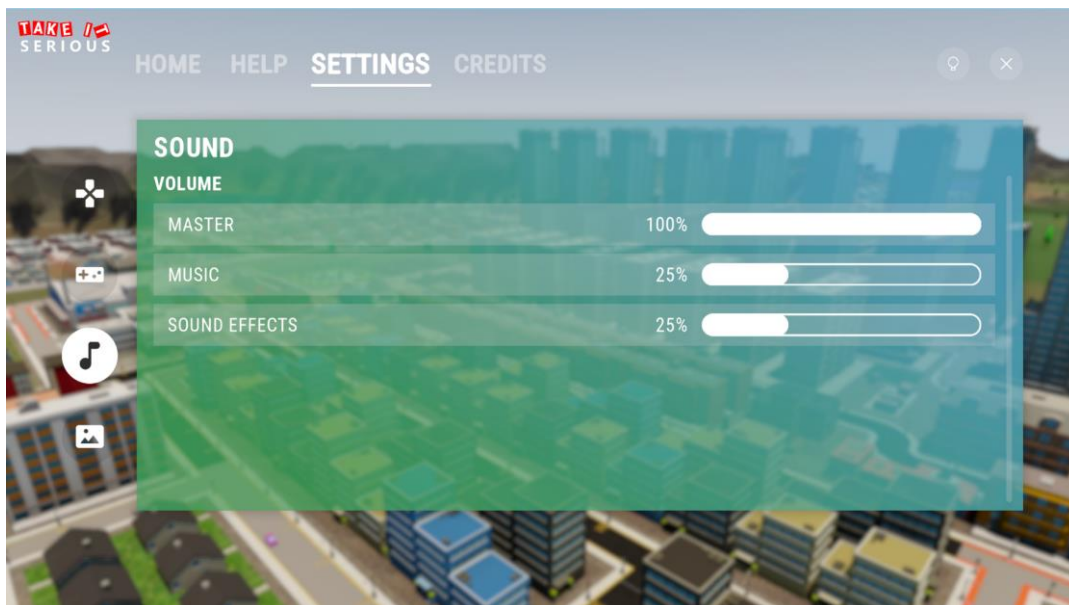 TAKE IT
SERIOUS
HOME HELP SETTINGS CREDITS
SOUND
VOLUME
MASTER 100%
MUSIC 25%
SOUND EFFECTS 25%